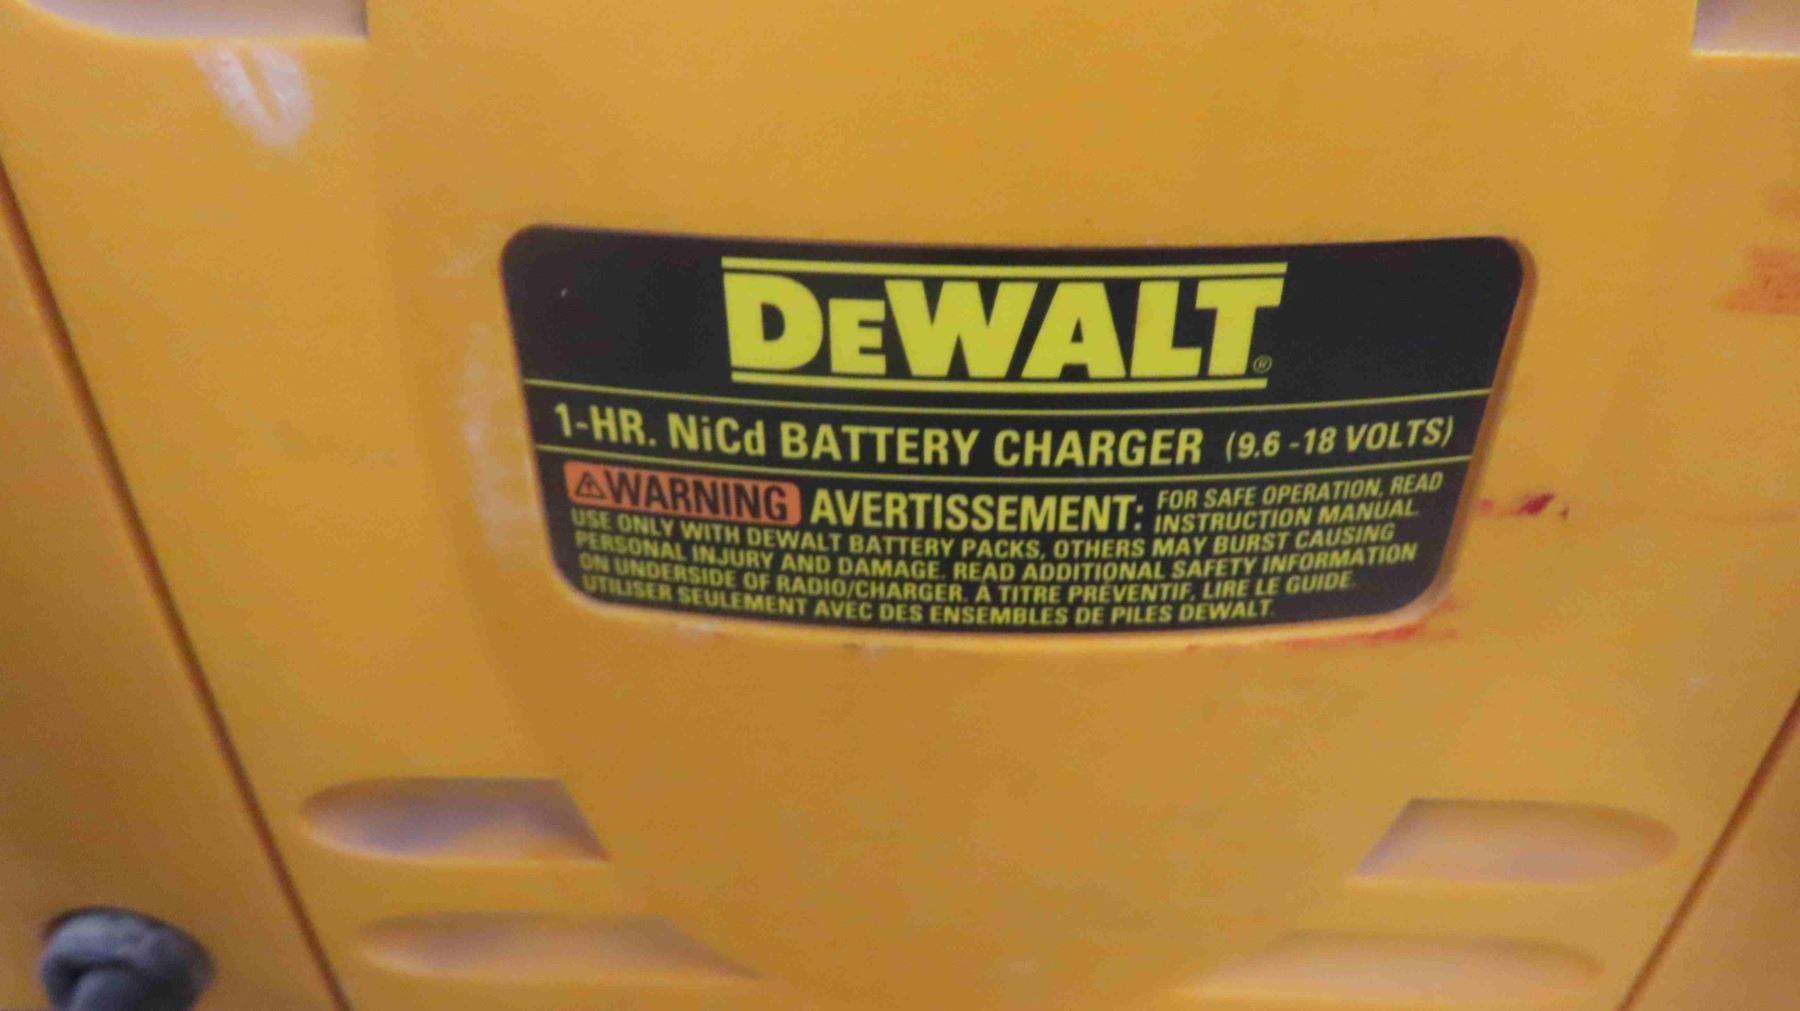 DEWALT®
1-HR. NiCd BATTERY CHARGER (9.6-18 VOLTS)
⚠WARNING AVERTISSEMENT: FOR SAFE OPERATION, READ
INSTRUCTION MANUAL.
USE ONLY WITH DEWALT BATTERY PACKS, OTHERS MAY BURST CAUSING
PERSONAL INJURY AND DAMAGE. READ ADDITIONAL SAFETY INFORMATION
ON UNDERSIDE OF RADIO/CHARGER. A TITRE PREVENTIF, LIRE LE GUIDE.
UTILISER SEULEMENT AVEC DES ENSEMBLES DE PILES DEWALT.